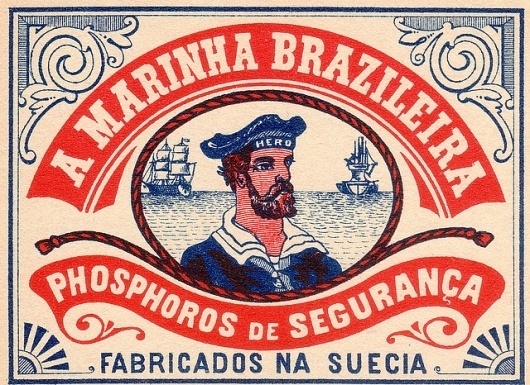 A MARINHA BRAZILEIRA
HERO
PHOSPHOROS DE SEGURANÇA
FABRICADOS NA SUECIA